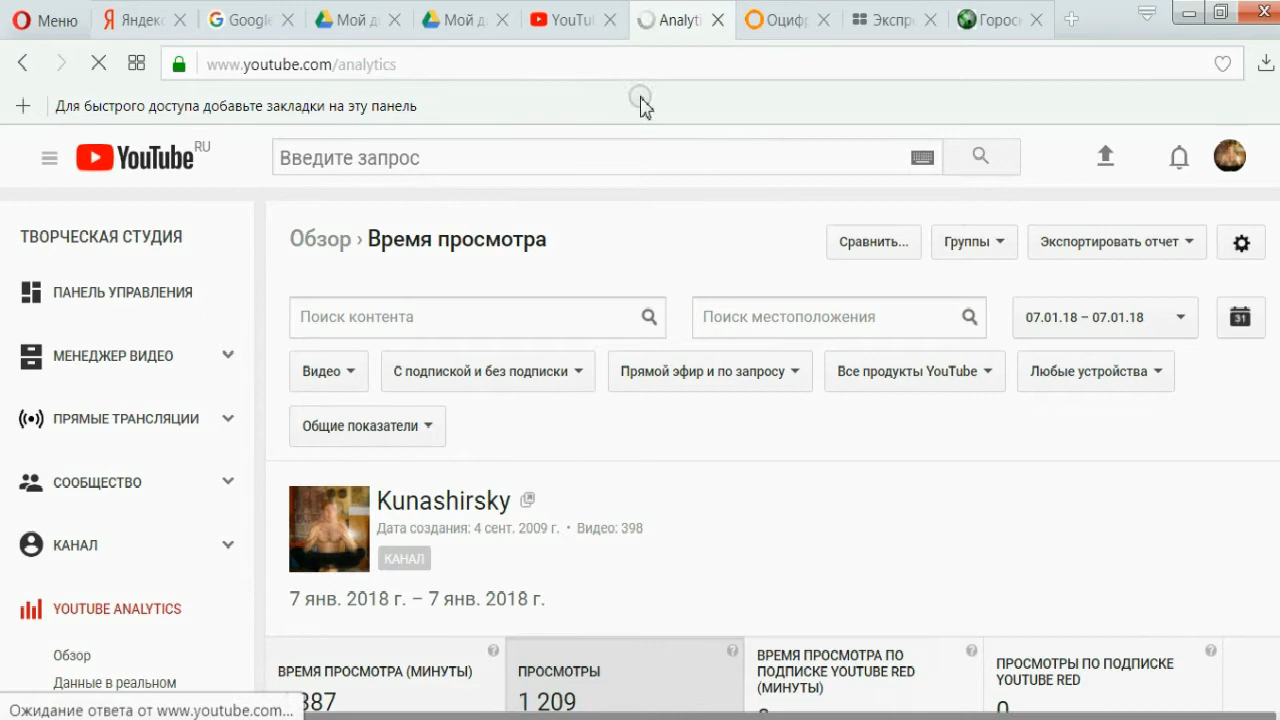 Меню
Яндекс
Google
Мой д
Мой д
YouTu
Analyti
Оцифр
Экспр
Горос
www.youtube.com/analytics
Для быстрого доступа добавьте закладки на эту панель
YouTube RU
Введите запрос
ТВОРЧЕСКАЯ СТУДИЯ
ПАНЕЛЬ УПРАВЛЕНИЯ
МЕНЕДЖЕР ВИДЕО
ПРЯМЫЕ ТРАНСЛЯЦИИ
СООБЩЕСТВО
КАНАЛ
YOUTUBE ANALYTICS
Обзор
Данные в реальном
Ожидание ответа от www.youtube.com...
Обзор › Время просмотра
Сравнить...
Группы
Экспортировать отчет
Поиск контента
Поиск местоположения
07.01.18 – 07.01.18
31
Видео
С подпиской и без подписки
Прямой эфир и по запросу
Все продукты YouTube
Любые устройства
Общие показатели
Kunashirsky
Дата создания: 4 сент. 2009 г. • Видео: 398
КАНАЛ
7 янв. 2018 г. – 7 янв. 2018 г.
ВРЕМЯ ПРОСМОТРА (МИНУТЫ)
387
ПРОСМОТРЫ
1 209
ВРЕМЯ ПРОСМОТРА ПО
ПОДПИСКЕ YOUTUBE RED
(МИНУТЫ)
ПРОСМОТРЫ ПО ПОДПИСКЕ
YOUTUBE RED
0